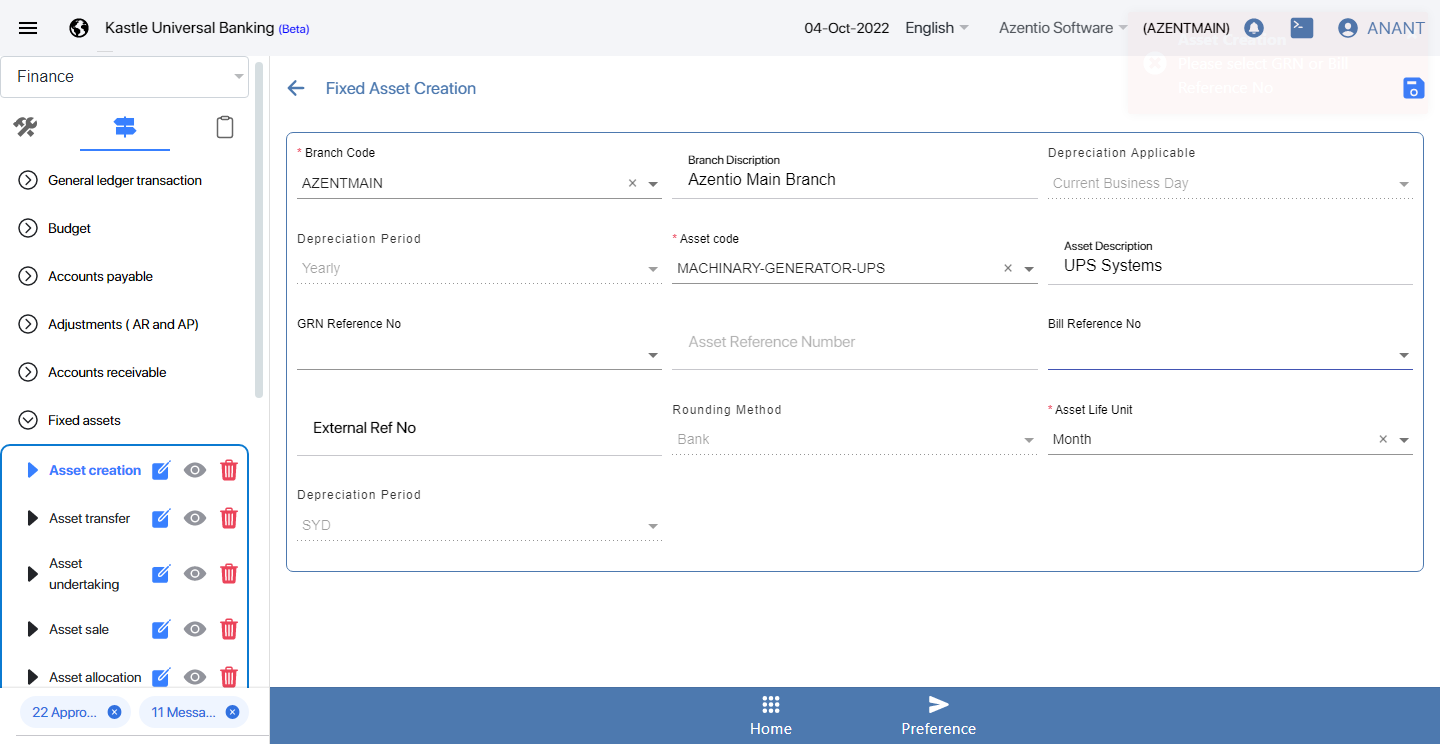 Kastle Universal Banking (Beta)
04-Oct-2022
English
Azentio Software
(AZENTMAIN)
ANANT
Asset Creation
Please select GRN or Bill
Reference No
Finance
Fixed Asset Creation
General ledger transaction
Budget
Accounts payable
Adjustments ( AR and AP)
Accounts receivable
Fixed assets
Asset creation
Asset transfer
Asset
undertaking
Asset sale
Asset allocation
22 Appro...
11 Messa...
* Branch Code
AZENTMAIN
Branch Discription
Azentio Main Branch
Depreciation Applicable
Current Business Day
Depreciation Period
Yearly
* Asset code
MACHINARY-GENERATOR-UPS
Asset Description
UPS Systems
GRN Reference No
Asset Reference Number
Bill Reference No
External Ref No
Rounding Method
Bank
* Asset Life Unit
Month
Depreciation Period
SYD
Home
Preference